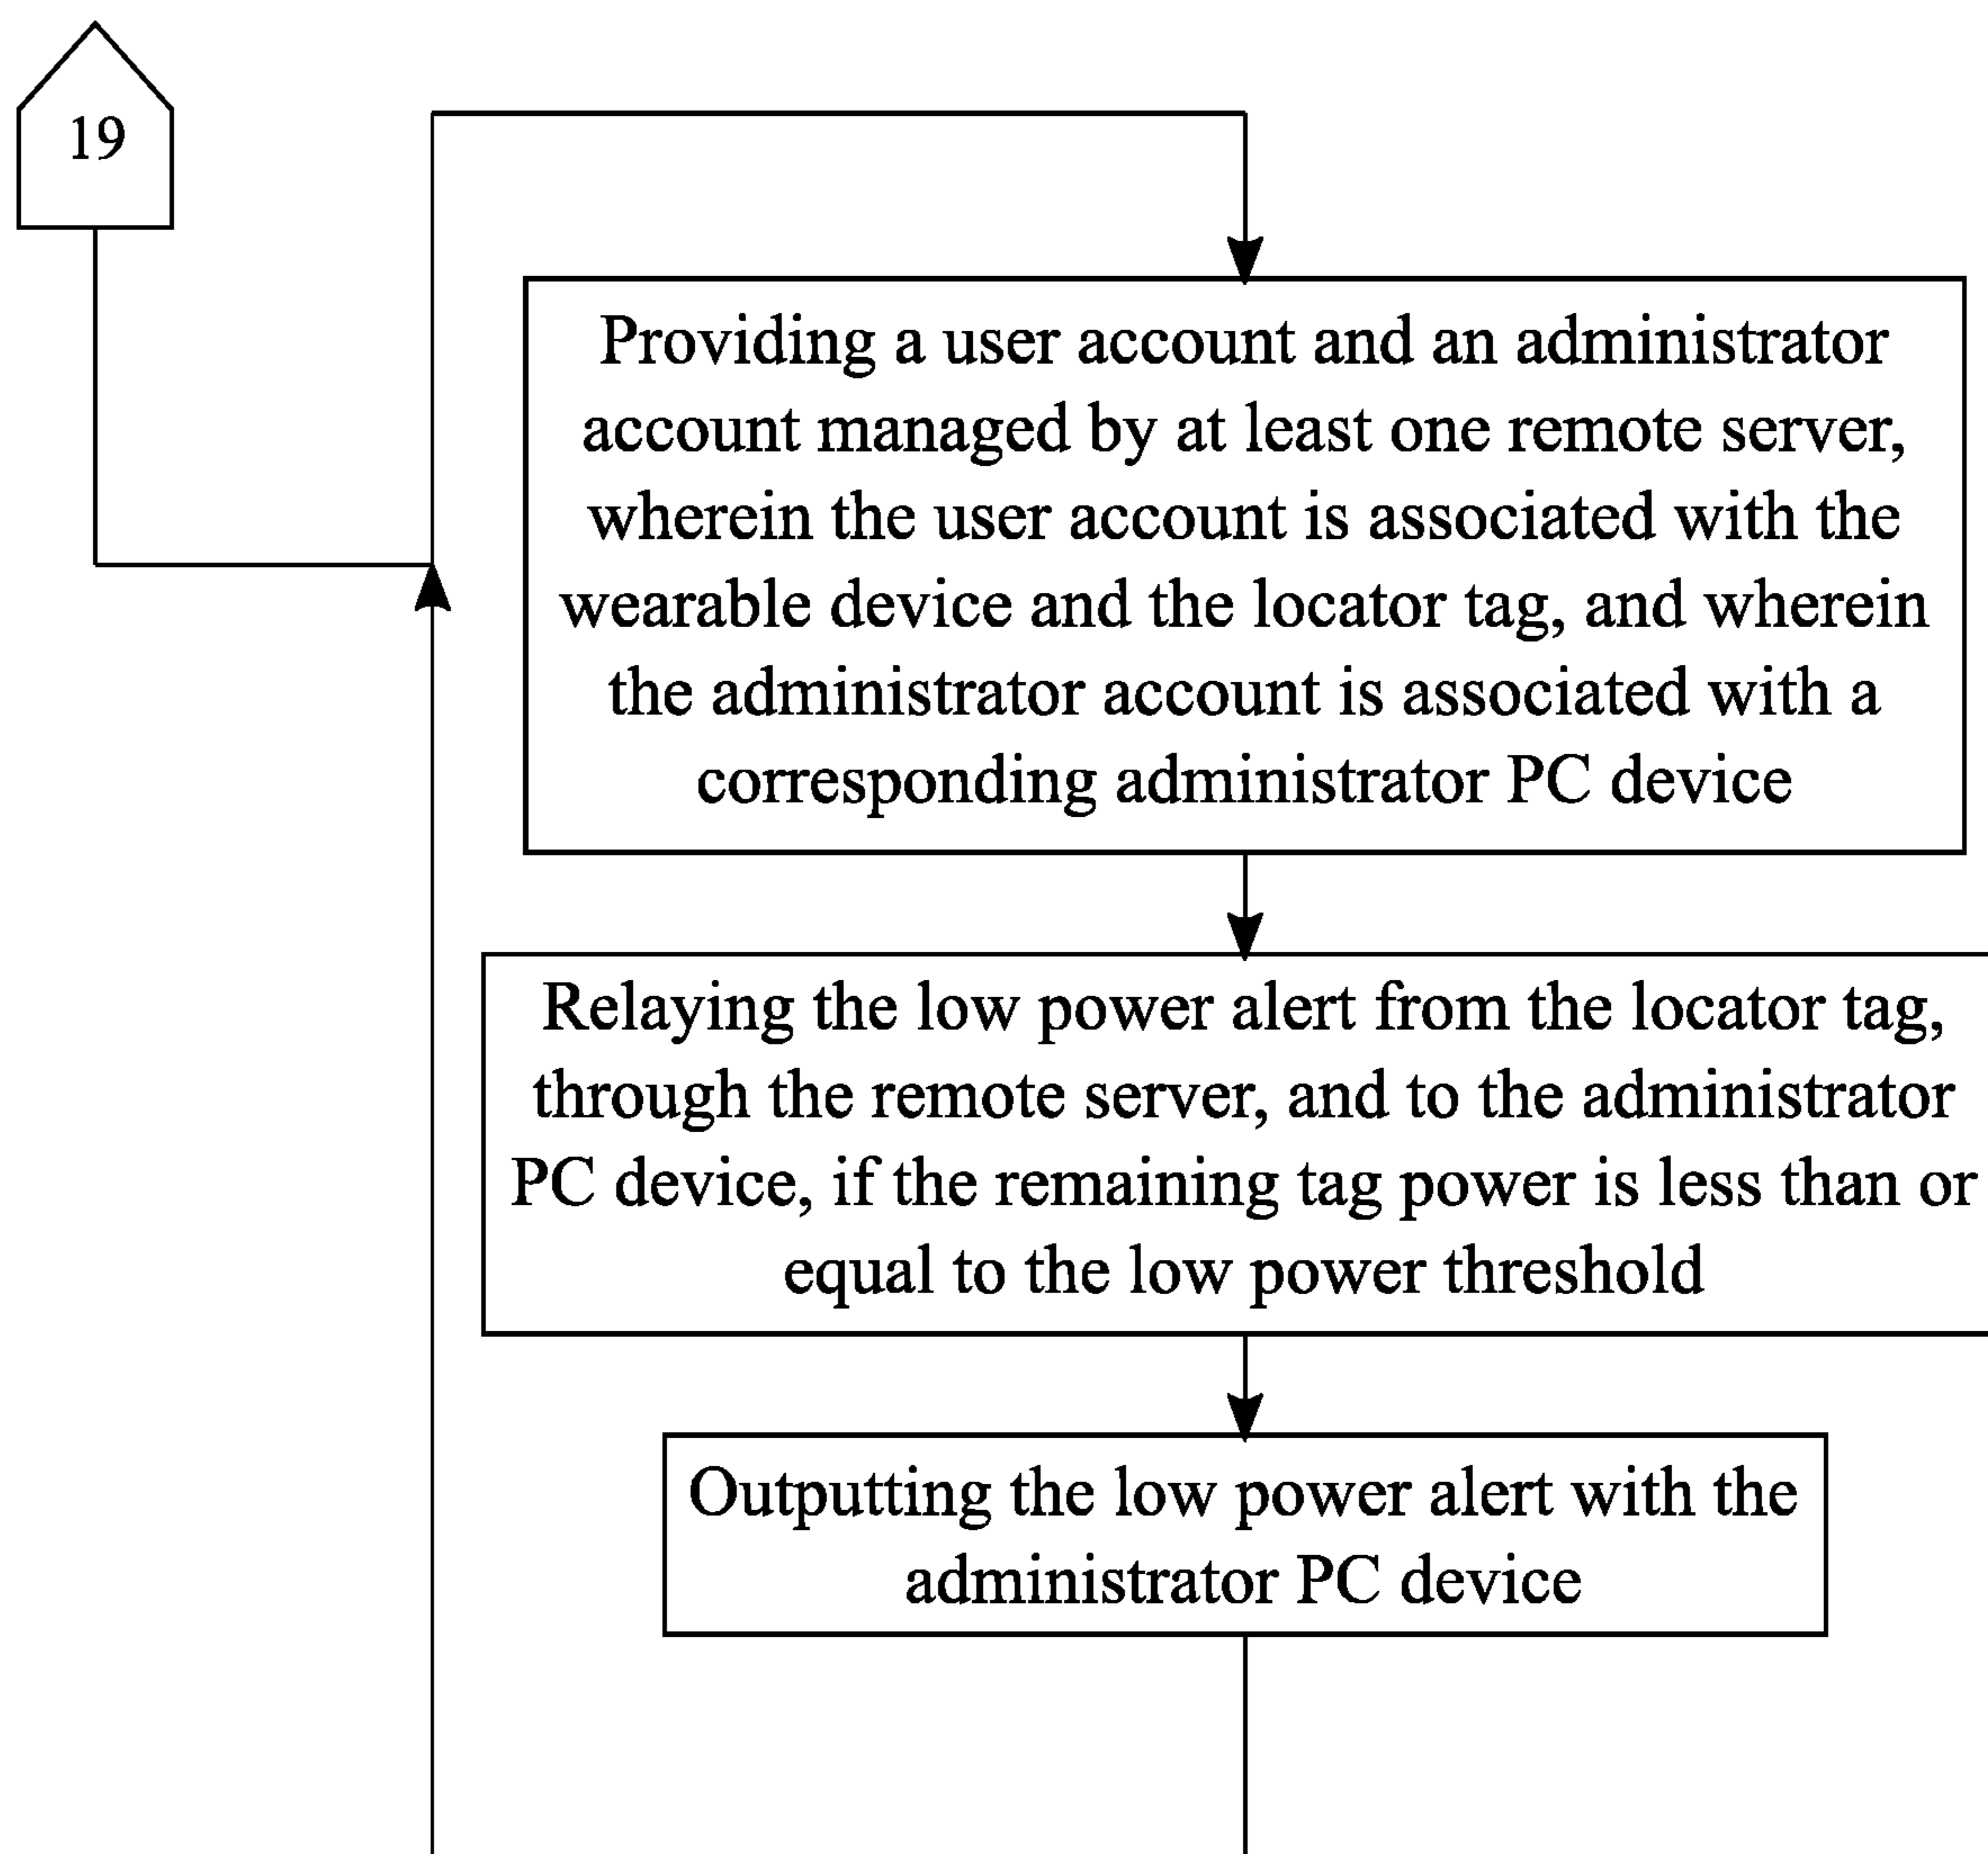 19
Providing a user account and an administrator
account managed by at least one remote server,
wherein the user account is associated with the
wearable device and the locator tag, and wherein
the administrator account is associated with a
corresponding administrator PC device
Relaying the low power alert from the locator tag,
through the remote server, and to the administrator
PC device, if the remaining tag power is less than or
equal to the low power threshold
Outputting the low power alert with the
administrator PC device